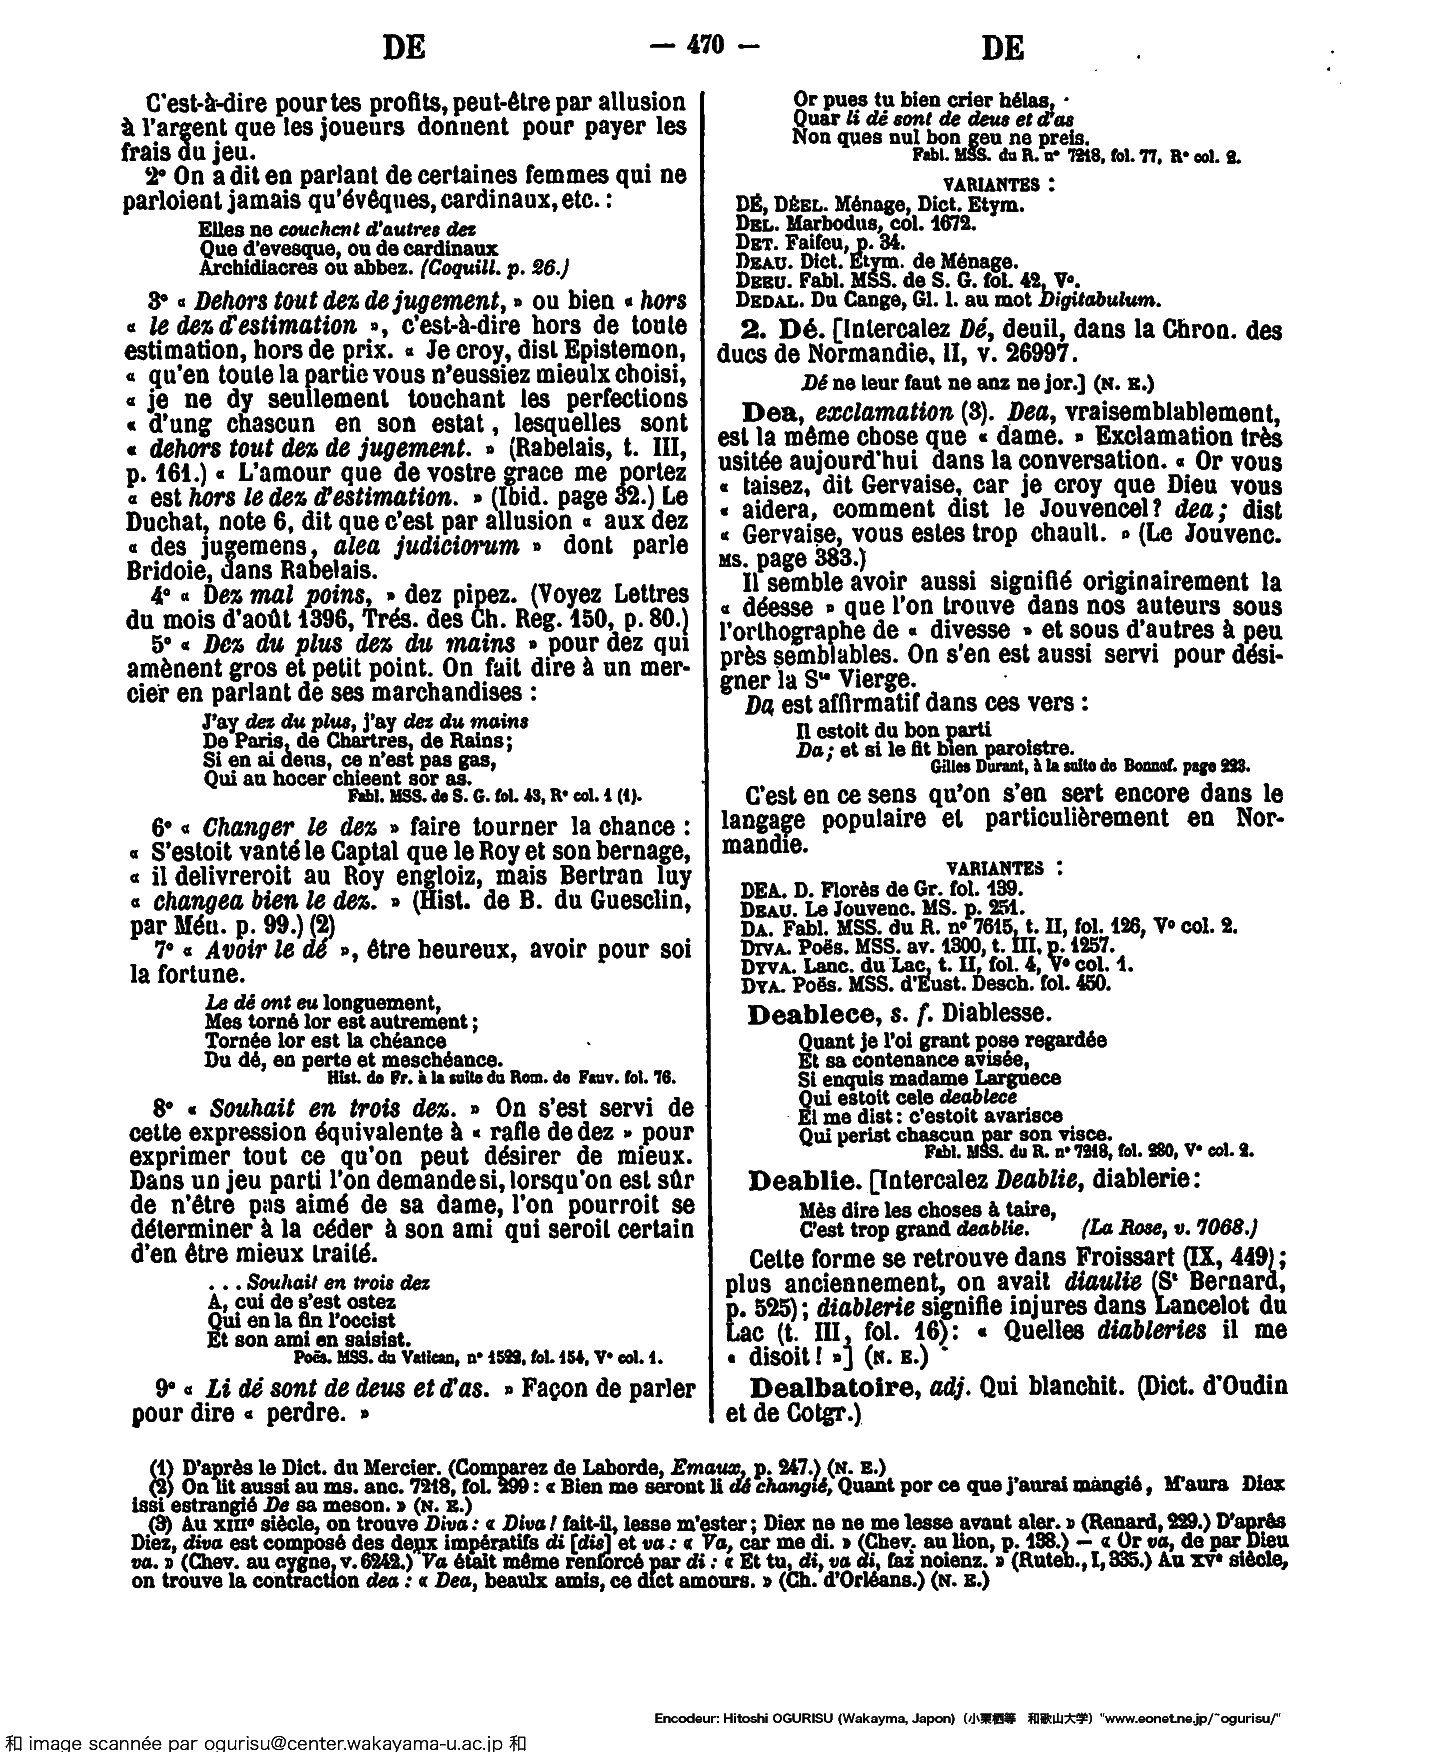 DE — 470 — DE
C'est-à-dire pour tes profits, peut-être par allusion
à l'argent que les joueurs donnent pour payer les
frais du jeu.
2° On a dit en parlant de certaines femmes qui ne
parloient jamais qu'évêques, cardinaux, etc. :
Elles ne couchent d'autres dez
Que d'evesque, ou de cardinaux
Archidiacres ou abbez. (Coquill. p. 26.)
3° « Dehors tout dez de jugement, » ou bien « hors
« le dez d'estimation », c'est-à-dire hors de toute
estimation, hors de prix. « Je croy, dist Epistemon,
« qu'en toute la partie vous n'eussiez mieulx choisi,
« je ne dy seullement touchant les perfections
« d'ung chascun en son estat, lesquelles sont
« dehors tout dez de jugement. » (Rabelais, t. III,
p. 161.) « L'amour que de vostre grace me portez
« est hors le dez d'estimation. » (Ibid. page 32.) Le
Duchat, note 6, dit que c'est par allusion « aux dez
« des jugemens, alea judiciorum » dont parle
Bridoie, dans Rabelais.
4° « Dez mal poins, » dez pipez. (Voyez Lettres
du mois d'août 1396, Trés. des Ch. Reg. 150, p. 80.)
5° « Dez du plus dez du mains » pour dez qui
amènent gros et petit point. On fait dire à un mer-
cier en parlant de ses marchandises :
J'ay dez du plus, j'ay dez du mains
De Paris, de Chartres, de Rains;
Si en ai deus, ce n'est pas gas,
Qui au hocer chieent sor as.
Fabl. MSS. de S. G. fol. 43, R° col. 1 (1).
6° « Changer le dez » faire tourner la chance :
« S'estoit vanté le Captal que le Roy et son bernage,
« il delivreroit au Roy engloiz, mais Bertran luy
« changea bien le dez. » (Hist. de B. du Guesclin,
par Mén. p. 99.) (2)
7° « Avoir le dé », être heureux, avoir pour soi
la fortune.
Le dé ont eu longuement,
Mes torné lor est autrement;
Tornée lor est la chéance
Du dé, en perte et meschéance.
Hist. de Fr. à la suite du Rom. de Fauv. fol. 76.
8° « Souhait en trois dez. » On s'est servi de
cette expression équivalente à « rafle de dez » pour
exprimer tout ce qu'on peut désirer de mieux.
Dans un jeu parti l'on demande si, lorsqu'on est sûr
de n'être pas aimé de sa dame, l'on pourroit se
déterminer à la céder à son ami qui seroit certain
d'en être mieux traité.
... Souhait en trois dez
A, cui de s'est ostez
Qui en la fin l'occist
Et son ami en saisist.
Poës. MSS. du Vatican, n° 1522, fol. 154, V° col. 1.
9° « Li dé sont de deus et d'as. » Façon de parler
pour dire « perdre. »
Or pues tu bien crier hélas,
Quar li dé sont de deus et d'as
Non ques nul bon geu ne preis.
Fabl. MSS. du R. n° 7218, fol. 77, R° col. 2.
VARIANTES :
DÉ, DÉEL. Ménage, Dict. Etym.
DEL. Marbodus, col. 1672.
DET. Faifeu, p. 34.
DEAU. Dict. Etym. de Ménage.
DEEU. Fabl. MSS. de S. G. fol. 42, V°.
DEDAL. Du Cange, Gl. l. au mot Digitabulum.
2. Dé. [Intercalez Dé, deuil, dans la Chron. des
ducs de Normandie, II, v. 26997.
Dé ne leur faut ne anz ne jor.] (N. E.)
Dea, exclamation (3). Dea, vraisemblablement,
est la même chose que « dame. » Exclamation très
usitée aujourd'hui dans la conversation. « Or vous
« taisez, dit Gervaise, car je croy que Dieu vous
« aidera, comment dist le Jouvencel? dea; dist
« Gervaise, vous estes trop chault. » (Le Jouvenc.
MS. page 383.)
Il semble avoir aussi signifié originairement la
« déesse » que l'on trouve dans nos auteurs sous
l'orthographe de « divesse » et sous d'autres à peu
près semblables. On s'en est aussi servi pour dési-
gner la Ste Vierge.
Da est affirmatif dans ces vers :
Il estoit du bon parti
Da; et si le fit bien paroistre.
Gilles Durant, à la suite de Bonnef. page 223.
C'est en ce sens qu'on s'en sert encore dans le
langage populaire et particulièrement en Nor-
mandie.
VARIANTES :
DEA. D. Florès de Gr. fol. 139.
DEAU. Le Jouvenc. MS. p. 251.
DA. Fabl. MSS. du R. n° 7615, t. II, fol. 126, V° col. 2.
DIVA. Poës. MSS. av. 1300, t. III, p. 1257.
DYVA. Lanc. du Lac, t. II, fol. 4, V° col. 1.
DYA. Poës. MSS. d'Eust. Desch. fol. 450.
Deablece, s. f. Diablesse.
Quant je l'oi grant pose regardée
Et sa contenance avisée,
Si enquis madame Larguece
Qui estoit cele deablece
El me dist : c'estoit avarisce
Qui perist chascun par son visce.
Fabl. MSS. du R. n° 7218, fol. 280, V° col. 2.
Deablie. [Intercalez Deablie, diablerie:
Mès dire les choses à taire,
C'est trop grand deablie. (La Rose, v. 7068.)
Cette forme se retrouve dans Froissart (IX, 449);
plus anciennement, on avait diaulie (St Bernard,
p. 525); diablerie signifie injures dans Lancelot du
Lac (t. III, fol. 16): « Quelles diableries il me
« disoit! »] (N. E.)
Dealbatoire, adj. Qui blanchit. (Dict. d'Oudin
et de Cotgr.)
(1) D'après le Dict. du Mercier. (Comparez de Laborde, Emaux, p. 247.) (N. E.)
(2) On lit aussi au ms. anc. 7218, fol. 299 : « Bien me seront li dé changié, Quant por ce que j'aurai mangié, M'aura Diex
issi estrangié De sa meson. » (N. E.)
(3) Au XIIIe siècle, on trouve Diva : « Diva! fait-il, lesse m'ester; Diex ne ne me lesse avant aler. » (Renard, 229.) D'après
Diez, diva est composé des deux impératifs di [dis] et va : « Va, car me di. » (Chev. au lion, p. 138.) — « Or va, de par Dieu
va. » (Chev. au cygne, v. 6242.) Va était même renforcé par di : « Et tu, di, va di, faz noienz. » (Ruteb., I, 335.) Au XVe siècle,
on trouve la contraction dea : « Dea, beaulx amis, ce dict amours. » (Ch. d'Orléans.) (N. E.)
Encodeur: Hitoshi OGURISU (Wakayma, Japon) (小栗栖等 和歌山大学) "www.eonet.ne.jp/~ogurisu/"
和 image scannée par ogurisu@center.wakayama-u.ac.jp 和